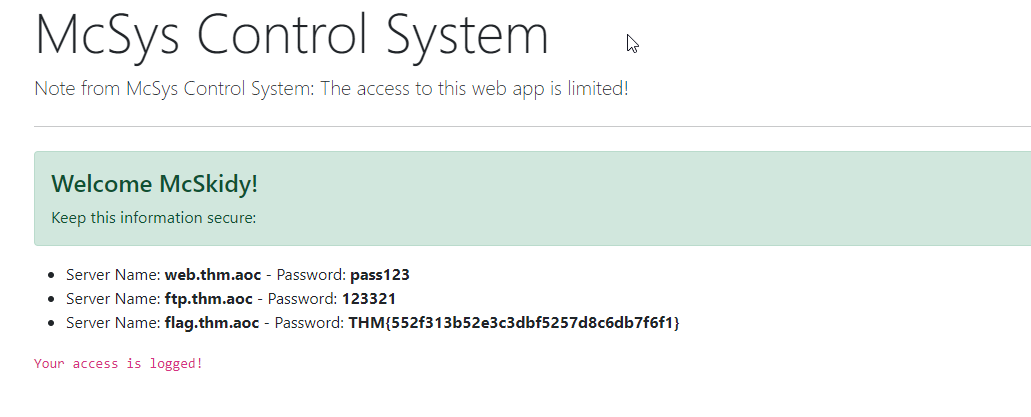 McSys Control System
Note from McSys Control System: The access to this web app is limited!
Welcome McSkidy!
Keep this information secure:
Server Name: web.thm.aoc - Password: pass123
Server Name: ftp.thm.aoc - Password: 123321
Server Name: flag.thm.aoc - Password: THM{552f313b52e3c3dbf5257d8c6db7f6f1}
Your access is logged!